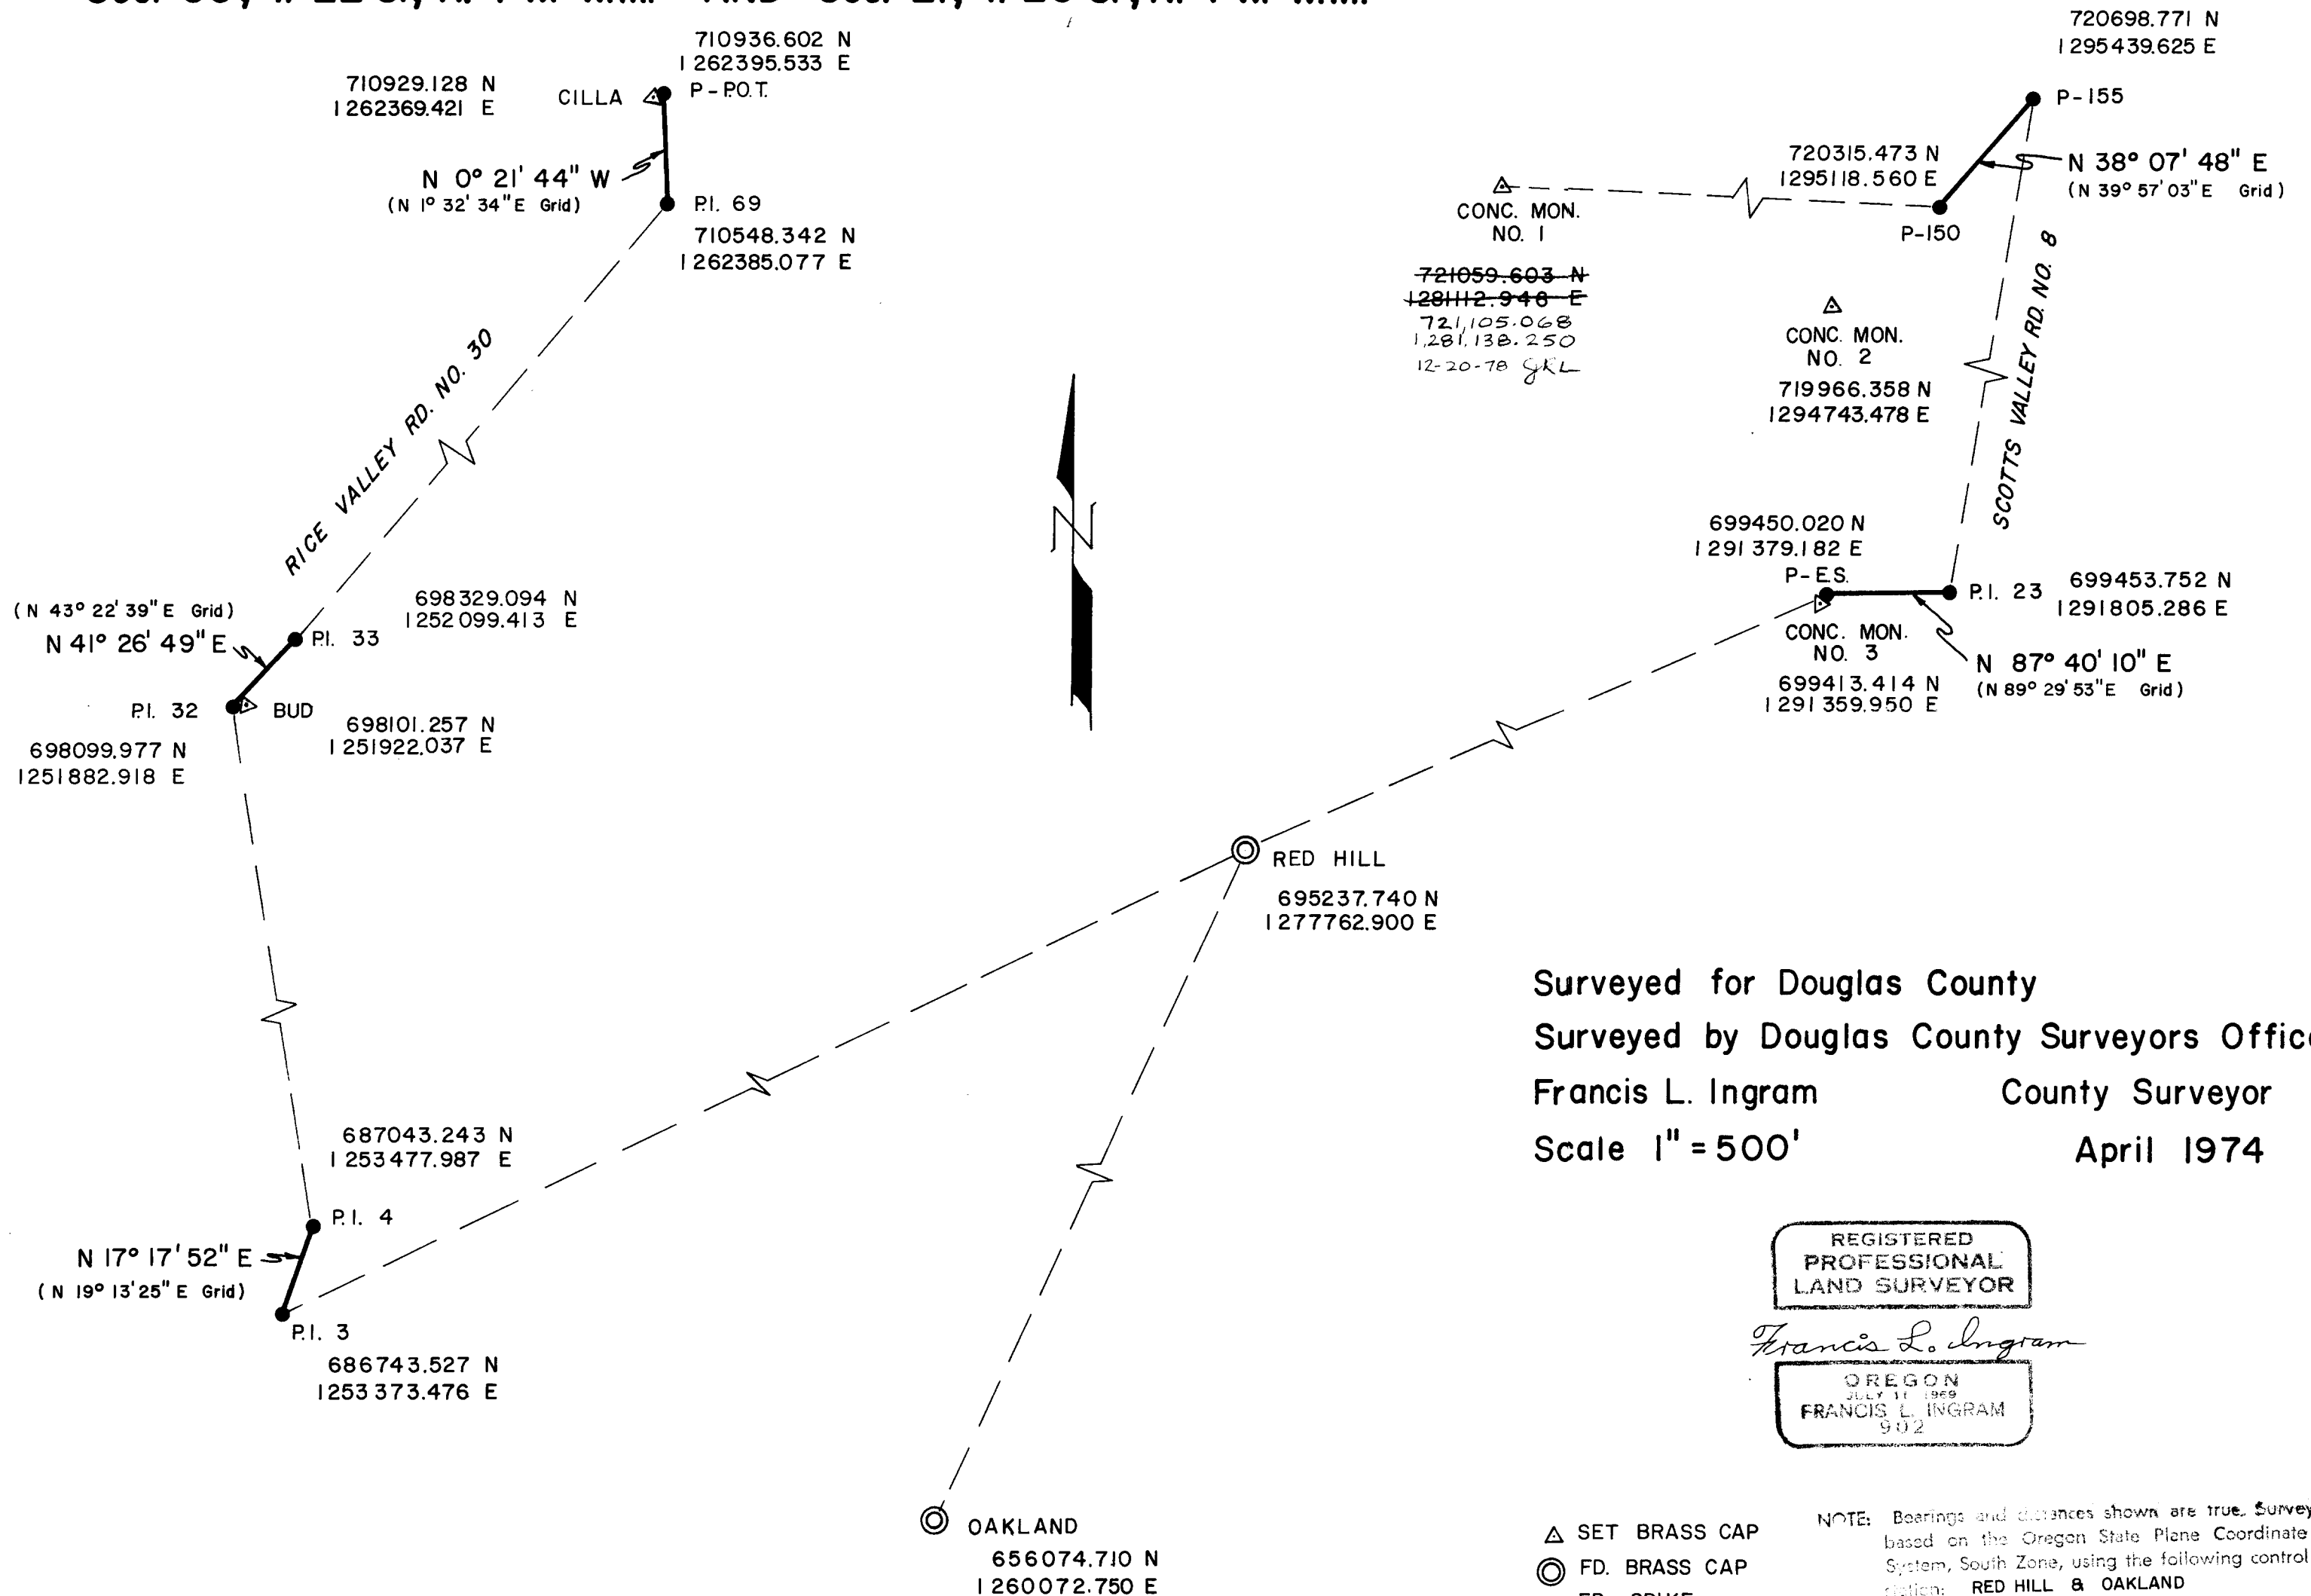 720698.771 N
1295439.625 E
P-155
710936.602 N
1262395.533 E
P-P.O.T.
710929.128 N
1262369.421 E
CILLA
N 0° 21' 44" W
(N 1° 32' 34" E Grid)
P.I. 69
710548.342 N
1262385.077 E
720315.473 N
1295118.560 E
P-150
N 38° 07' 48" E
(N 39° 57' 03" E Grid)
CONC. MON.
NO. 1
721059.603 N
1281112.948 E
721,105.068
1,281,138.250
12-20-78 GKL
CONC. MON.
NO. 2
719966.358 N
1294743.478 E
SCOTTS VALLEY RD. NO. 8
RICE VALLEY RD. NO. 30
N
699450.020 N
1291379.182 E
P-E.S.
P.I. 23
699453.752 N
1291805.286 E
CONC. MON.
NO. 3
699413.414 N
1291359.950 E
N 87° 40' 10" E
(N 89° 29' 53" E Grid)
(N 43° 22' 39" E Grid)
N 41° 26' 49" E
698329.094 N
1252099.413 E
P.I. 33
P.I. 32
BUD
698101.257 N
1251922.037 E
698099.977 N
1251882.918 E
RED HILL
695237.740 N
1277762.900 E
Surveyed for Douglas County
Surveyed by Douglas County Surveyors Offic
Francis L. Ingram County Surveyor
Scale 1" = 500' April 1974
687043.243 N
1253477.987 E
P.I. 4
N 17° 17' 52" E
(N 19° 13' 25" E Grid)
P.I. 3
686743.527 N
1253373.476 E
REGISTERED
PROFESSIONAL
LAND SURVEYOR
Francis L. Ingram
OREGON
JULY 11 1969
FRANCIS L. INGRAM
902
OAKLAND
656074.710 N
1260072.750 E
SET BRASS CAP
FD. BRASS CAP
NOTE: Bearings and distances shown are true. Survey
based on the Oregon State Plane Coordinate
System, South Zone, using the following control
RED HILL & OAKLAND